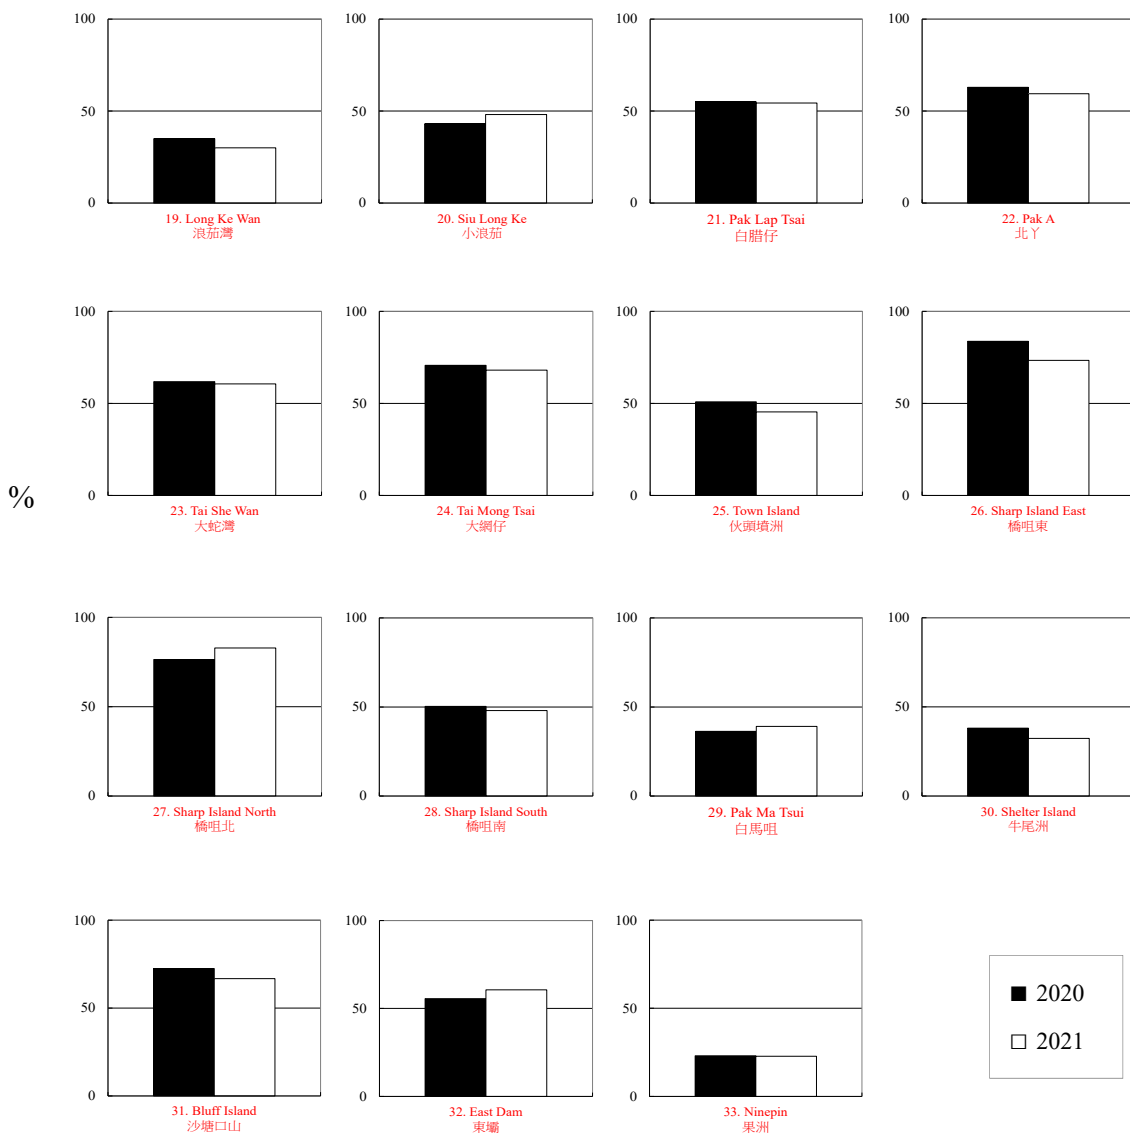 100
50
0
19. Long Ke Wan
浪茄灣
100
50
0
20. Siu Long Ke
小浪茄
100
50
0
21. Pak Lap Tsai
白腊仔
100
50
0
22. Pak A
北丫
%
100
50
0
23. Tai She Wan
大蛇灣
100
50
0
24. Tai Mong Tsai
大網仔
100
50
0
25. Town Island
伙頭墳洲
100
50
0
26. Sharp Island East
橋咀東
100
50
0
27. Sharp Island North
橋咀北
100
50
0
28. Sharp Island South
橋咀南
100
50
0
29. Pak Ma Tsui
白馬咀
100
50
0
30. Shelter Island
牛尾洲
100
50
0
31. Bluff Island
沙塘口山
100
50
0
32. East Dam
東壩
100
50
0
33. Ninepin
果洲
2020
2021